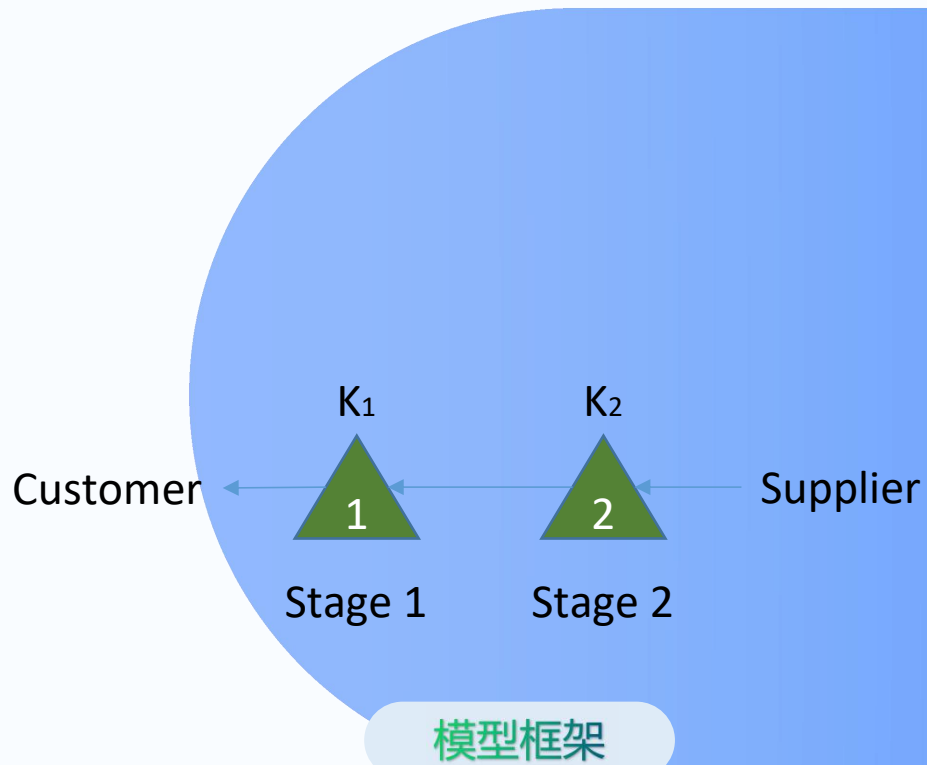 K₁ K₂
Customer 1 2 Supplier
Stage 1 Stage 2
模型框架